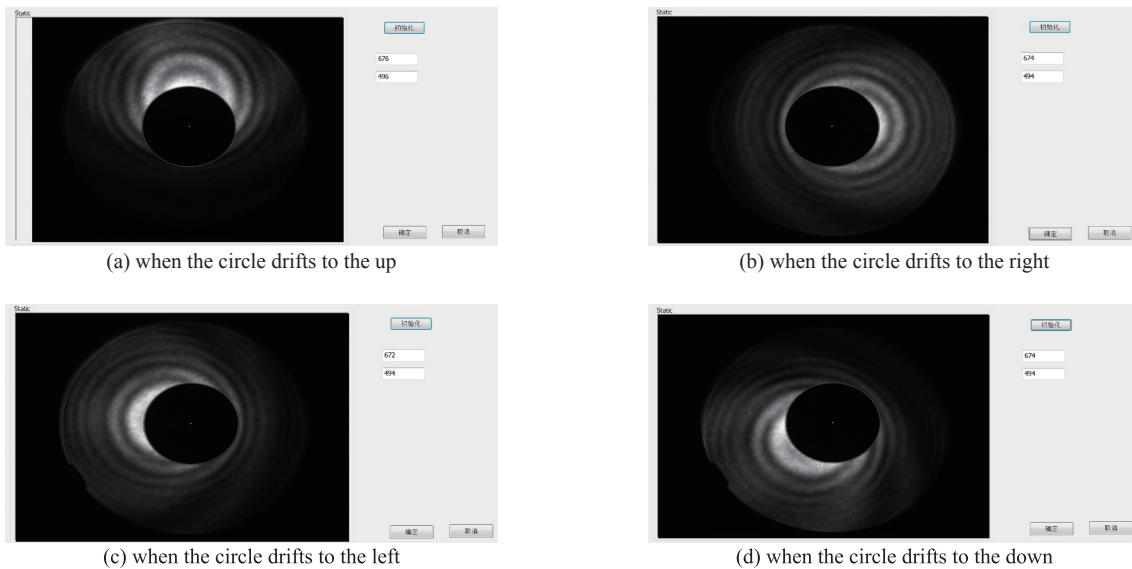 Static
初始化
676
496
确定
取消
(a) when the circle drifts to the up
Static
初始化
674
494
确定
取消
(b) when the circle drifts to the right
Static
初始化
672
494
确定
取消
(c) when the circle drifts to the left
Static
初始化
674
494
确定
取消
(d) when the circle drifts to the down